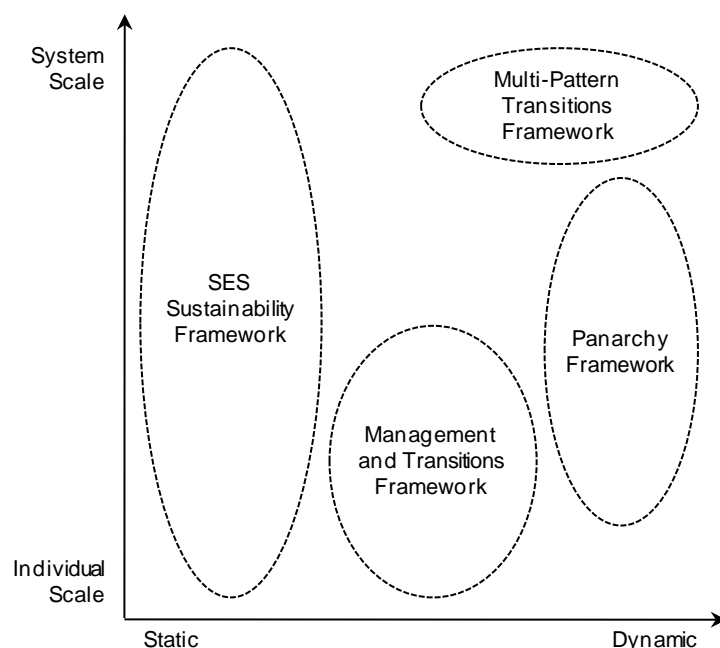 System
Scale
Multi-Pattern
Transitions
Framework
SES
Sustainability
Framework
Panarchy
Framework
Management
and Transitions
Framework
Individual
Scale
Static
Dynamic